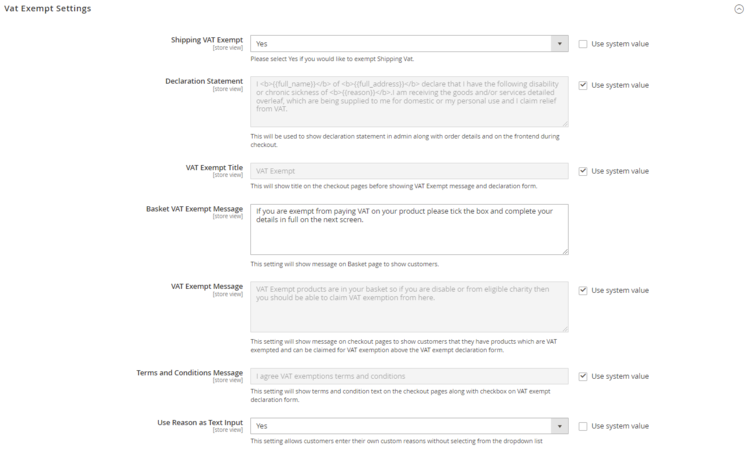 Vat Exempt Settings
Shipping VAT Exempt
[store view]
Yes
Use system value
Please select Yes if you would like to exempt Shipping Vat.
Declaration Statement
[store view]
I <b>{{full_name}}</b> of <b>{{full_address}}</b> declare that I have the following disability
or chronic sickness of <b>{{reason}}</b>.I am receiving the goods and/or services detailed
overleaf, which are being supplied to me for domestic or my personal use and I claim relief
from VAT.
Use system value
This will be used to show declaration statement in admin along with order details and on the frontend during
checkout.
VAT Exempt Title
[store view]
VAT Exempt
Use system value
This will show title on the checkout pages before showing VAT Exempt message and declaration form.
Basket VAT Exempt Message
[store view]
If you are exempt from paying VAT on your product please tick the box and complete your
details in full on the next screen.
This setting will show message on Basket page to show customers.
VAT Exempt Message
[store view]
VAT Exempt products are in your basket so if you are disable or from eligible charity then
you should be able to claim VAT exemption from here.
Use system value
This setting will show message on checkout pages to show customers that they have products which are VAT
exempted and can be claimed for VAT exemption above the VAT exempt declaration form.
Terms and Conditions Message
[store view]
I agree VAT exemptions terms and conditions
Use system value
This setting will show terms and condition text on the checkout pages along with checkbox on VAT exempt
declaration form.
Use Reason as Text Input
[store view]
Yes
Use system value
This setting allows customers enter their own custom reasons without selecting from the dropdown list